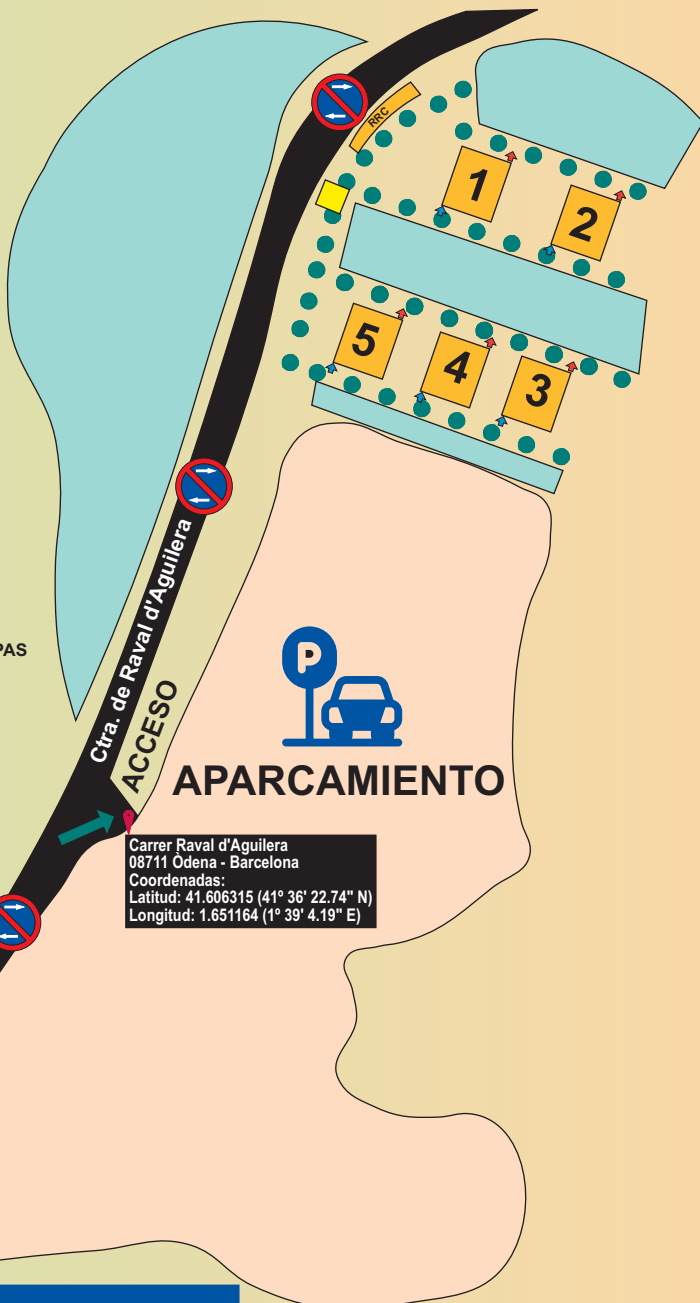 RRC
1
2
5
4
3
PAS
Ctra. de Raval d'Aguilera
ACCESO
P
APARCAMIENTO
Carrer Raval d'Aguilera
08711 Òdena - Barcelona
Coordenadas:
Latitud: 41.606315 (41º 36' 22.74" N)
Longitud: 1.651164 (1º 39' 4.19" E)